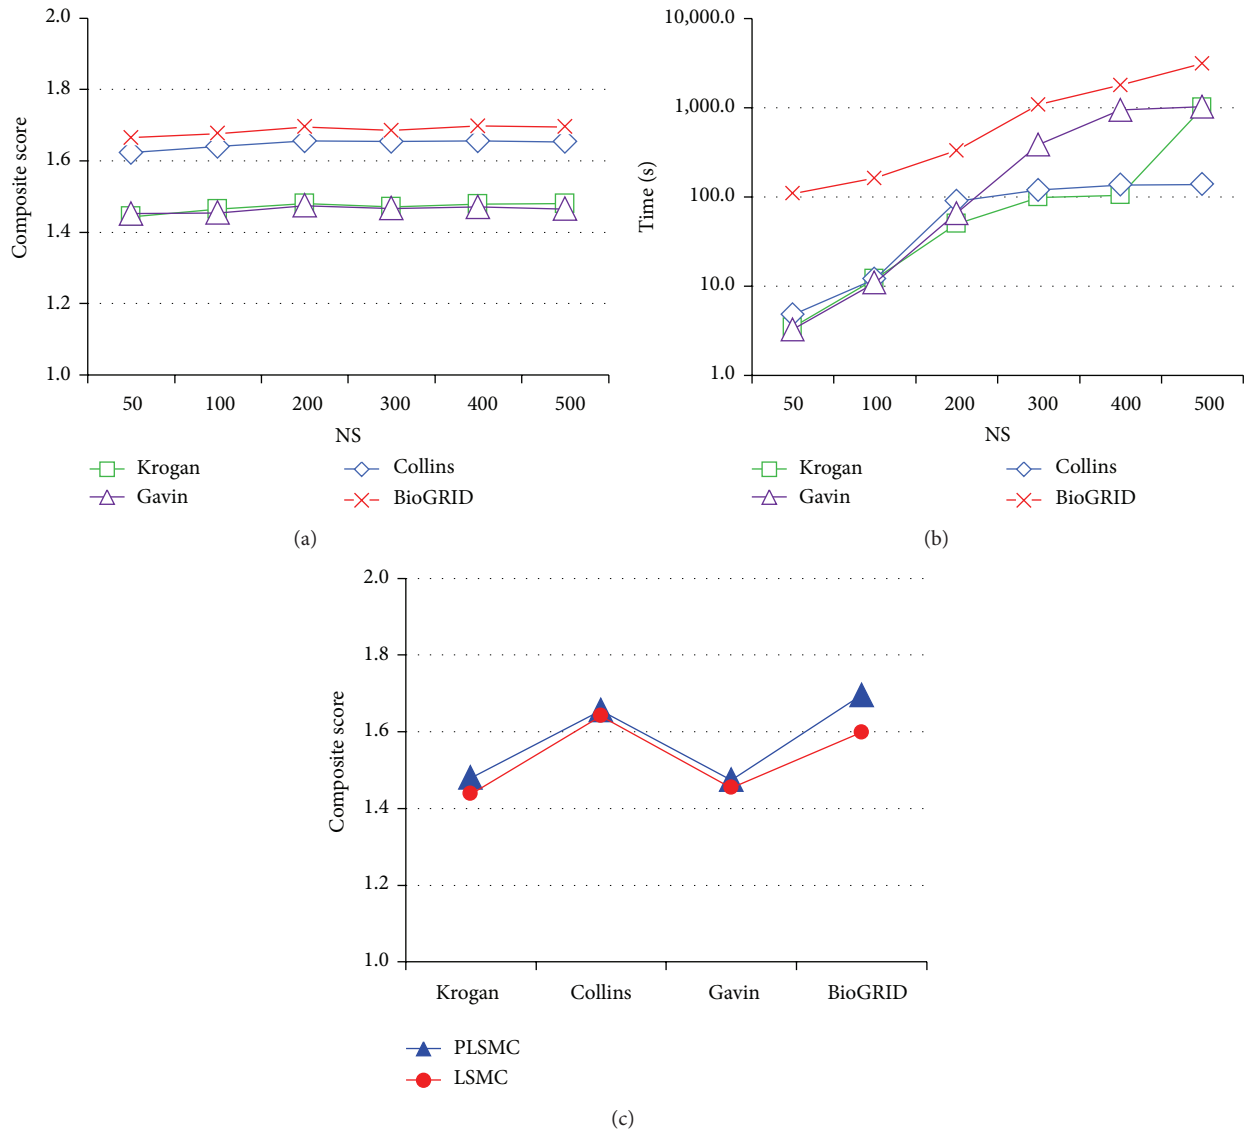 2.0
1.8
1.6
1.4
1.2
1.0
Composite score
50 100 200 300 400 500
NS
Krogan Collins
Gavin BioGRID
(a)
10,000.0
1,000.0
100.0
10.0
1.0
Time (s)
50 100 200 300 400 500
NS
Krogan Collins
Gavin BioGRID
(b)
2.0
1.8
1.6
1.4
1.2
1.0
Composite score
Krogan Collins Gavin BioGRID
PLSMC
LSMC
(c)